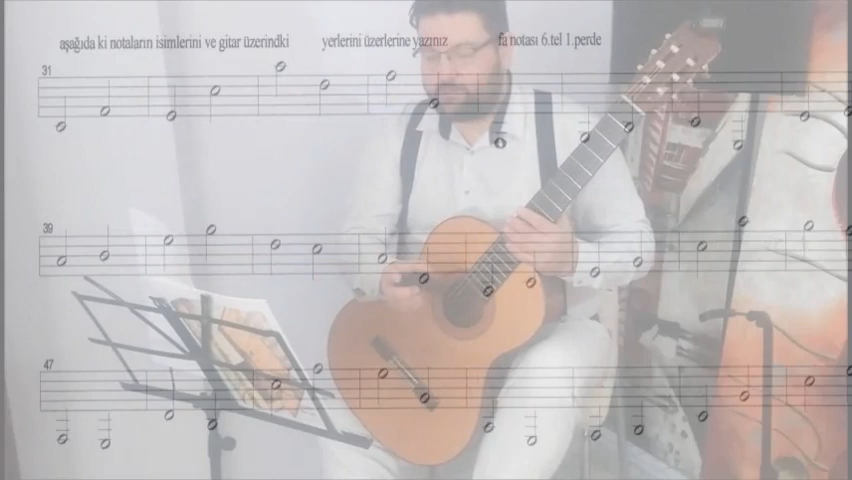 aşağıda ki notaların isimlerini ve gitar üzerindki yerlerini üzerlerine yazınız fa notası 6.tel 1.perde
31
39
47